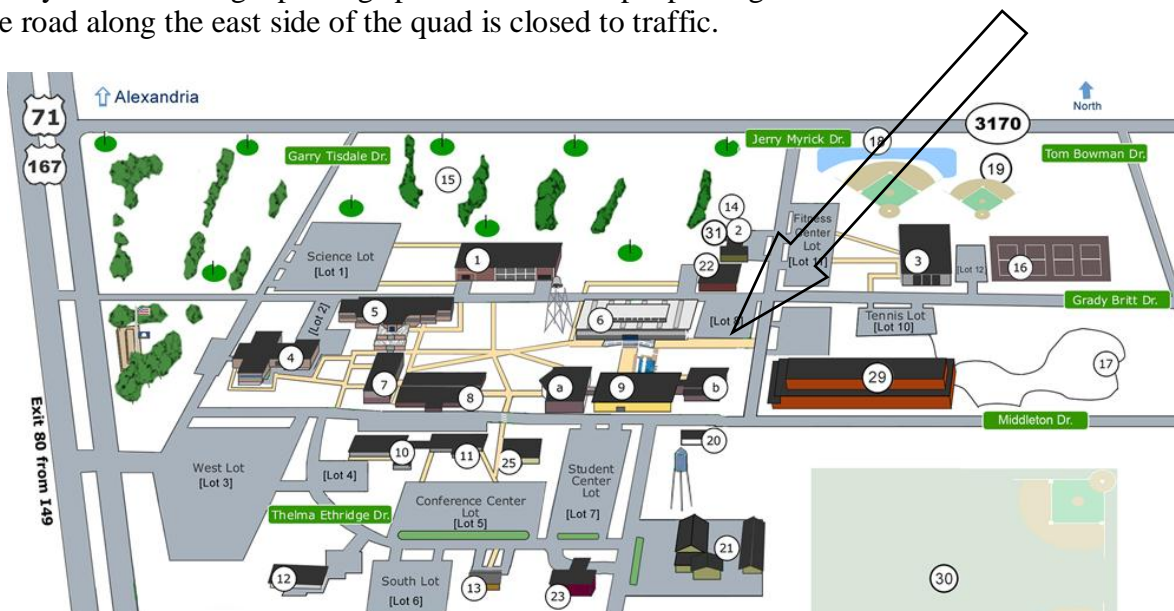 e road along the east side of the quad is closed to traffic.
71
167
Alexandria
North
3170
Garry Tisdale Dr.
Jerry Myrick Dr.
Tom Bowman Dr.
18
19
15
14
31
2
Science Lot
[Lot 1]
1
22
Fitness
Center
Lot
3
[Lot 12]
16
Grady Britt Dr.
[Lot 2]
5
6
Tennis Lot
[Lot 10]
4
7
8
a
9
b
29
17
Middleton Dr.
Exit 80 from I49
10
11
25
20
West Lot
[Lot 3]
[Lot 4]
Student
Center
Lot
[Lot 7]
Conference Center
Lot
[Lot 5]
Thelma Ethridge Dr.
21
12
South Lot
[Lot 6]
13
23
30